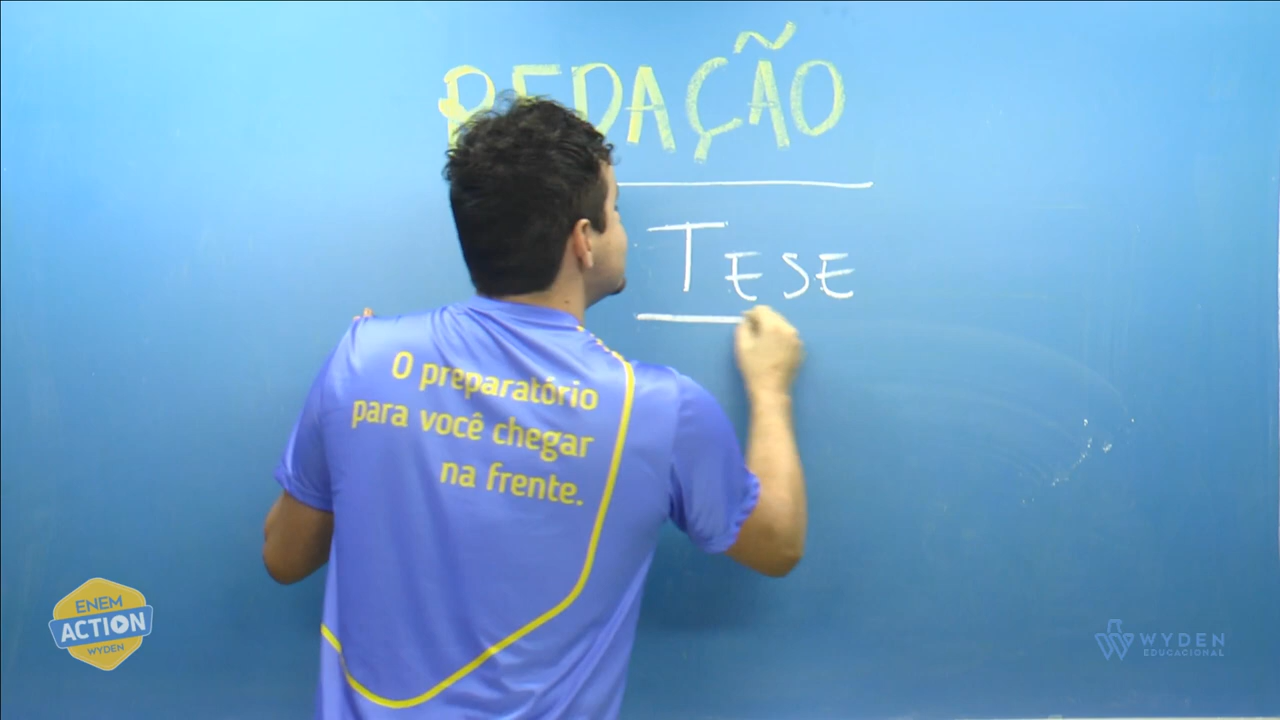 REDAÇÃO
TESE
O preparatório
para você chegar
na frente.
ENEM
ACTION
WYDEN
WYDEN
EDUCACIONAL